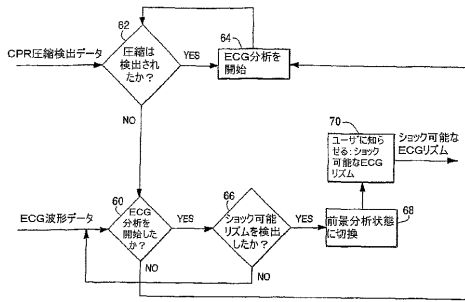 62
64
CPR圧縮検出データ
圧縮は
検出され
たか？
YES
ECG分析を
開始
NO
70
ユーザに知ら
せる：ショック
可能なECG
リズム
ショック可能な
ECGリズム
ECG波形データ
60
ECG
分析を
開始した
か？
YES
66
ショック可能
リズムを検出
したか？
YES
前景分析状態
に切換
68
NO
NO